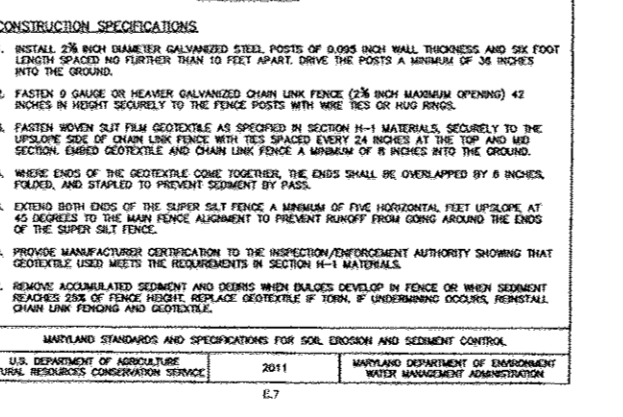 CONSTRUCTION SPECIFICATIONS
INSTALL 2⅜ INCH DIAMETER GALVANIZED STEEL POSTS OF 0.095 INCH WALL THICKNESS AND SIX FOOT
LENGTH SPACED NO FURTHER THAN 10 FEET APART. DRIVE THE POSTS A MINIMUM OF 36 INCHES
INTO THE GROUND.
FASTEN 9 GAUGE OR HEAVIER GALVANIZED CHAIN LINK FENCE (2⅜ INCH MAXIMUM OPENING) 42
INCHES IN HEIGHT SECURELY TO THE FENCE POSTS WITH WIRE TIES OR HUG RINGS.
FASTEN WOVEN SLIT FILM GEOTEXTILE AS SPECIFIED IN SECTION H-1 MATERIALS, SECURELY TO THE
UPSLOPE SIDE OF CHAIN LINK FENCE WITH TIES SPACED EVERY 24 INCHES AT THE TOP AND MID
SECTION. EMBED GEOTEXTILE AND CHAIN LINK FENCE A MINIMUM OF 8 INCHES INTO THE GROUND.
WHERE ENDS OF THE GEOTEXTILE COME TOGETHER, THE ENDS SHALL BE OVERLAPPED BY 6 INCHES,
FOLDED, AND STAPLED TO PREVENT SEDIMENT BY PASS.
EXTEND BOTH ENDS OF THE SUPER SILT FENCE A MINIMUM OF FIVE HORIZONTAL FEET UPSLOPE AT
45 DEGREES TO THE MAIN FENCE ALIGNMENT TO PREVENT RUNOFF FROM GOING AROUND THE ENDS
OF THE SUPER SILT FENCE.
PROVIDE MANUFACTURER CERTIFICATION TO THE INSPECTION/ENFORCEMENT AUTHORITY SHOWING THAT
GEOTEXTILE USED MEETS THE REQUIREMENTS IN SECTION H-1 MATERIALS.
REMOVE ACCUMULATED SEDIMENT AND DEBRIS WHEN BULGES DEVELOP IN FENCE OR WHEN SEDIMENT
REACHES 25% OF FENCE HEIGHT. REPLACE GEOTEXTILE IF TORN. IF UNDERMINING OCCURS, REINSTALL
CHAIN LINK FENCING AND GEOTEXTILE.
MARYLAND STANDARDS AND SPECIFICATIONS FOR SOIL EROSION AND SEDIMENT CONTROL
U.S. DEPARTMENT OF AGRICULTURE
URAL RESOURCES CONSERVATION SERVICE
2011
MARYLAND DEPARTMENT OF ENVIRONMENT
WATER MANAGEMENT ADMINISTRATION
E.7